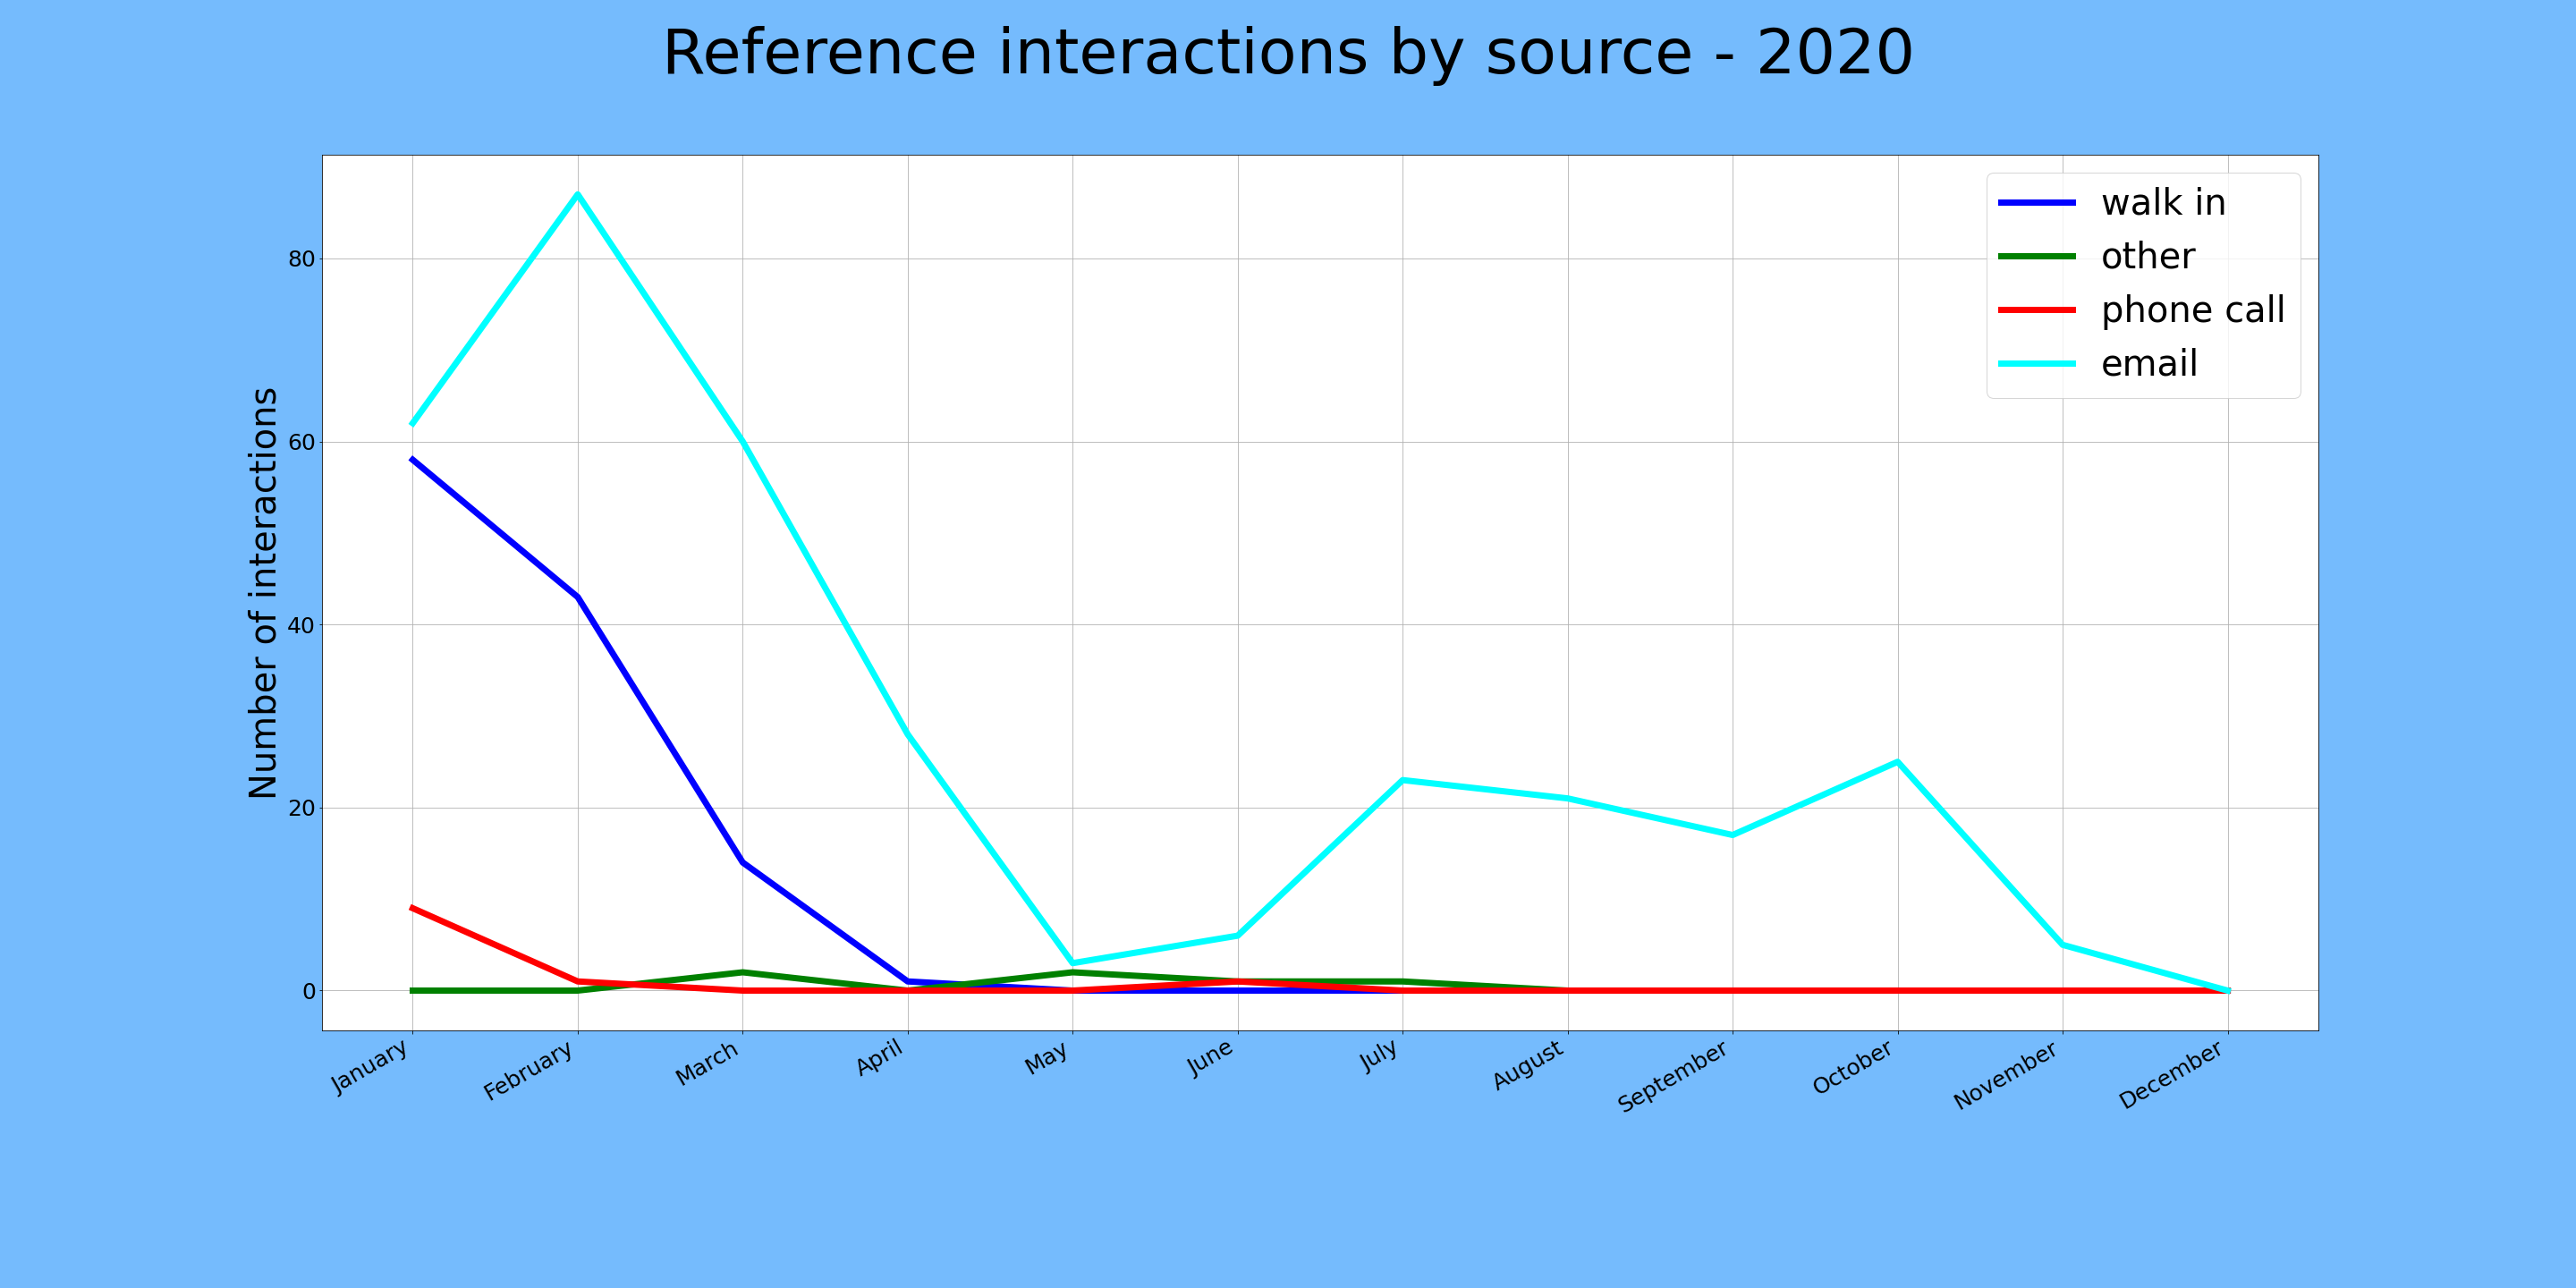 Reference interactions by source - 2020
walk in
other
phone call
email
Number of interactions
80
60
40
20
0
January
February
March
April
May
June
July
August
September
October
November
December